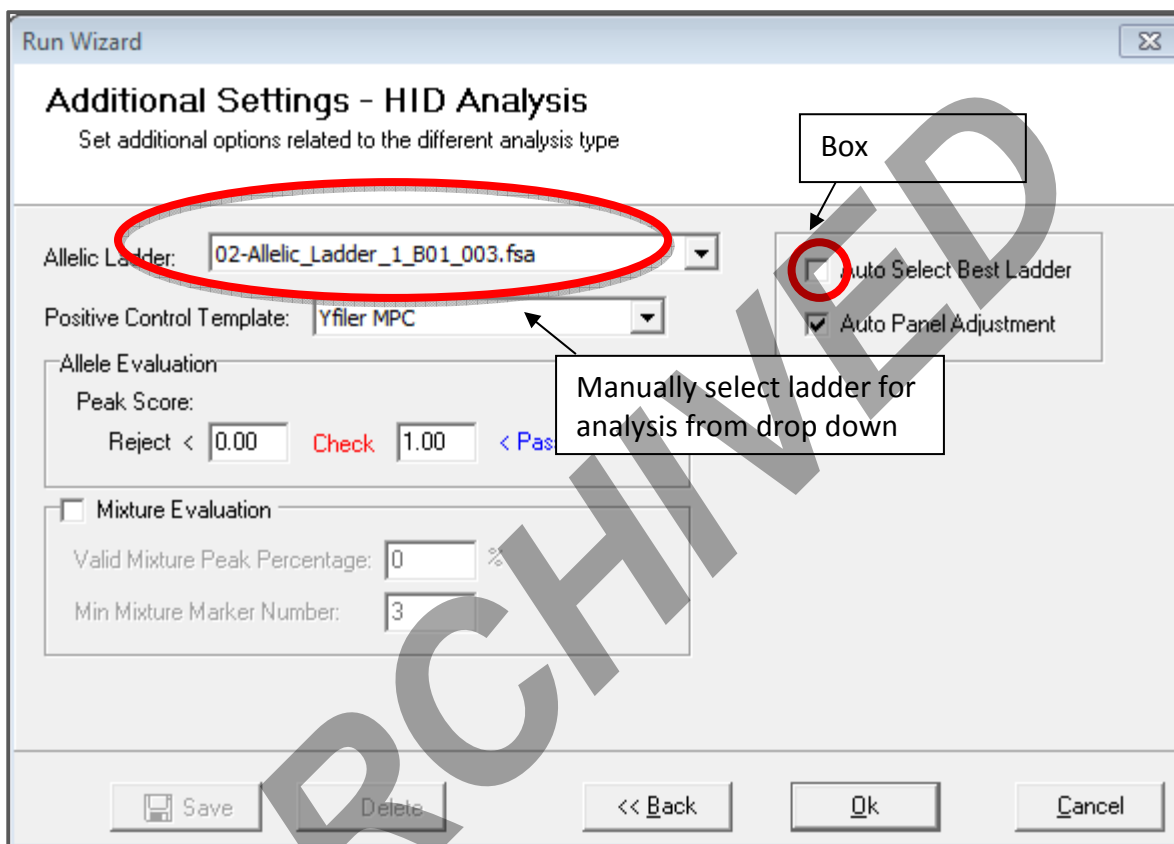 Run Wizard
Additional Settings - HID Analysis
Set additional options related to the different analysis type
Box
Allelic Ladder: 02-Allelic_Ladder_1_B01_003.fsa
Auto Select Best Ladder
Positive Control Template: Yfiler MPC
Auto Panel Adjustment
Allele Evaluation
Peak Score:
Reject < 0.00 Check 1.00 < Pas
Manually select ladder for
analysis from drop down
Mixture Evaluation
Valid Mixture Peak Percentage: 0 %
Min Mixture Marker Number: 3
Save Delete << Back Ok Cancel
RCHIVED